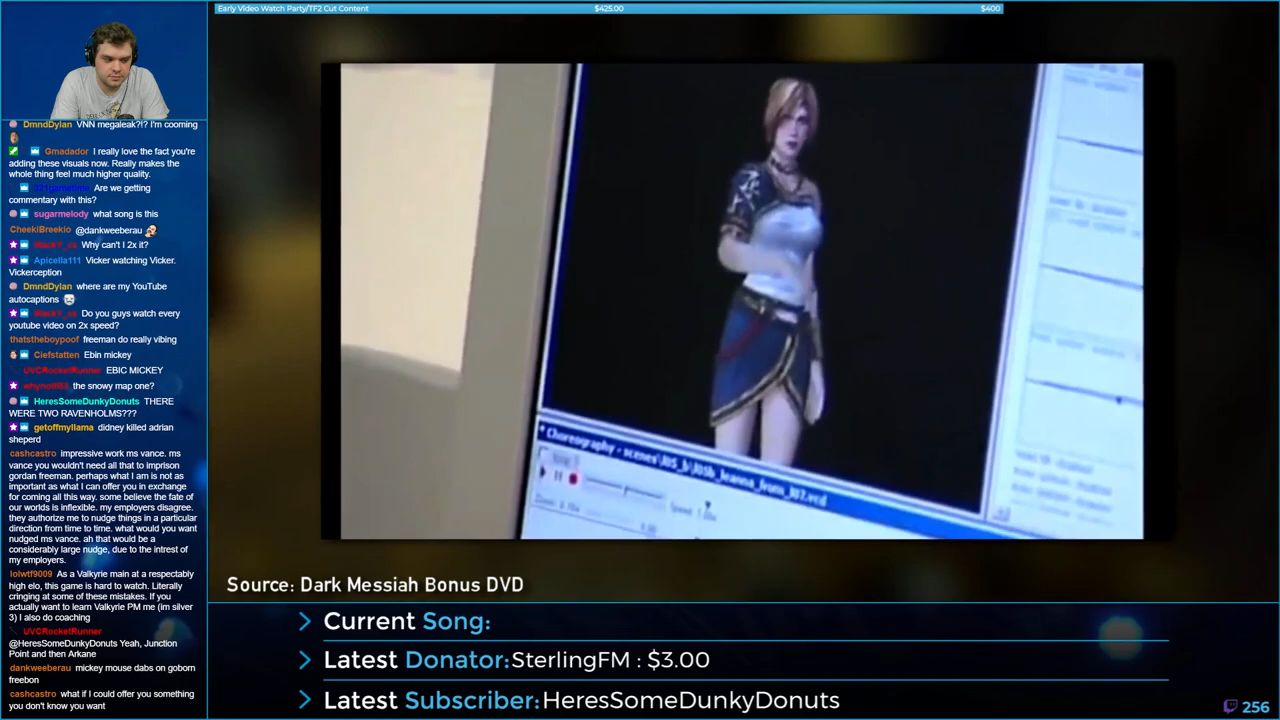 Early Video Watch Party/TF2 Cut Content $425.00 $400
DmndDylan VNN megaleak?!? I'm cooming
Gmadador I really love the fact you're
adding these visuals now. Really makes the
whole thing feel much higher quality.
Are we getting
commentary with this?
sugarmelody what song is this
CheekiBreekio @dankweeberau
Why can't I 2x it?
Apicella111 Vicker watching Vicker.
Vickerception
DmndDylan where are my YouTube
autocaptions
Do you guys watch every
youtube video on 2x speed?
thatstheboypoof freeman do really vibing
Clefstatten Ebin mickey
UVCRocketRunner EBIC MICKEY
the snowy map one?
HeresSomeDunkyDonuts THERE
WERE TWO RAVENHOLMS???
getoffmyllama didney killed adrian
sheperd
cashcastro impressive work ms vance. ms
vance you wouldn't need all that to imprison
gordan freeman. perhaps what I am is not as
important as what I can offer you in exchange
for coming all this way. some believe the fate of
our worlds is inflexible. my employers disagree.
they authorize me to nudge things in a particular
direction from time to time. what would you want
nudged ms vance. ah that would be a
considerably large nudge, due to the intrest of
my employers.
lolwtf9009 As a Valkyrie main at a respectably
high elo, this game is hard to watch. Literally
cringing at some of these mistakes. If you
actually want to learn Valkyrie PM me (im silver
3) I also do coaching
UVCRocketRunner
@HeresSomeDunkyDonuts Yeah, Junction
Point and then Arkane
dankweeberau mickey mouse dabs on goborn
freebon
cashcastro what if I could offer you something
you don't know you want
Choreography - scenes\J05_b\J05b_leanna_from_J07.vcd
Speed
Source: Dark Messiah Bonus DVD
Current Song:
Latest Donator:SterlingFM : $3.00
Latest Subscriber:HeresSomeDunkyDonuts
256